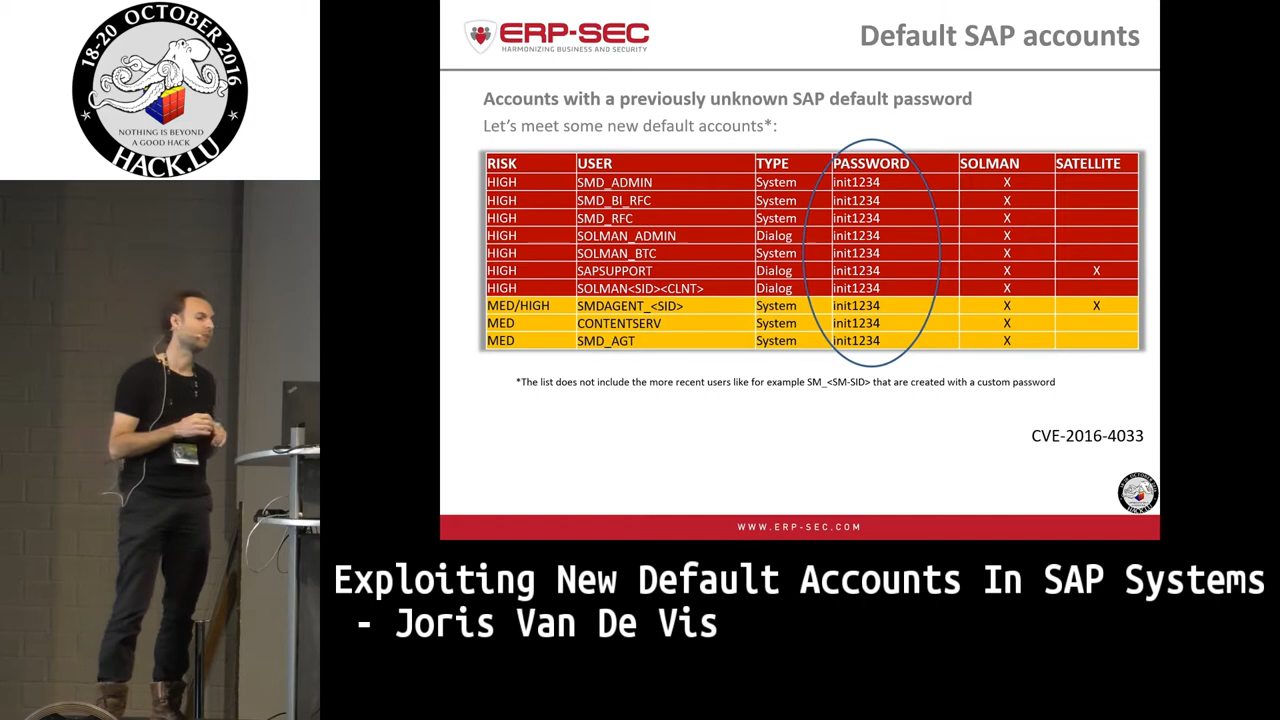 18-20 OCTOBER 2016
NOTHING IS BEYOND
A GOOD HACK
HACK.LU
ERP-SEC
HARMONIZING BUSINESS AND SECURITY
Default SAP accounts
Accounts with a previously unknown SAP default password
Let's meet some new default accounts*:
RISK USER TYPE PASSWORD SOLMAN SATELLITE
HIGH SMD_ADMIN System init1234 X
HIGH SMD_BI_RFC System init1234 X
HIGH SMD_RFC System init1234 X
HIGH SOLMAN_ADMIN Dialog init1234 X
HIGH SOLMAN_BTC System init1234 X
HIGH SAPSUPPORT Dialog init1234 X X
HIGH SOLMAN<SID><CLNT> Dialog init1234 X
MED/HIGH SMDAGENT_<SID> System init1234 X X
MED CONTENTSERV System init1234 X
MED SMD_AGT System init1234 X
*The list does not include the more recent users like for example SM_<SM-SID> that are created with a custom password
CVE-2016-4033
WWW.ERP-SEC.COM
Exploiting New Default Accounts In SAP Systems
- Joris Van De Vis